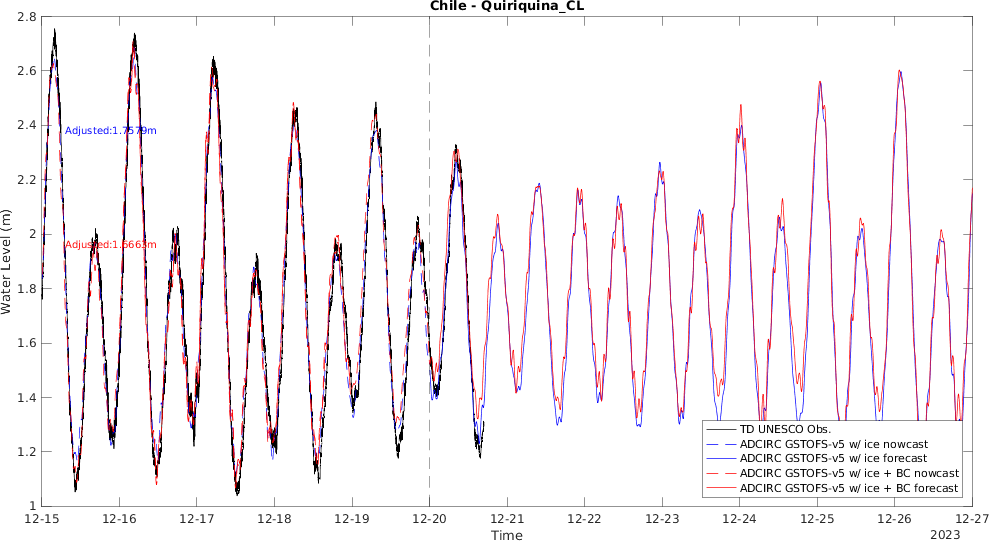 Chile - Quiriquina_CL
2.8
2.6
2.4
2.2
2
1.8
1.6
1.4
1.2
1
Water Level (m)
Adjusted:1.7579m
Adjusted:1.6663m
TD UNESCO Obs.
ADCIRC GSTOFS-v5 w/ ice nowcast
ADCIRC GSTOFS-v5 w/ ice forecast
ADCIRC GSTOFS-v5 w/ ice + BC nowcast
ADCIRC GSTOFS-v5 w/ ice + BC forecast
12-15 12-16 12-17 12-18 12-19 12-20 12-21 12-22 12-23 12-24 12-25 12-26 12-27
Time
2023